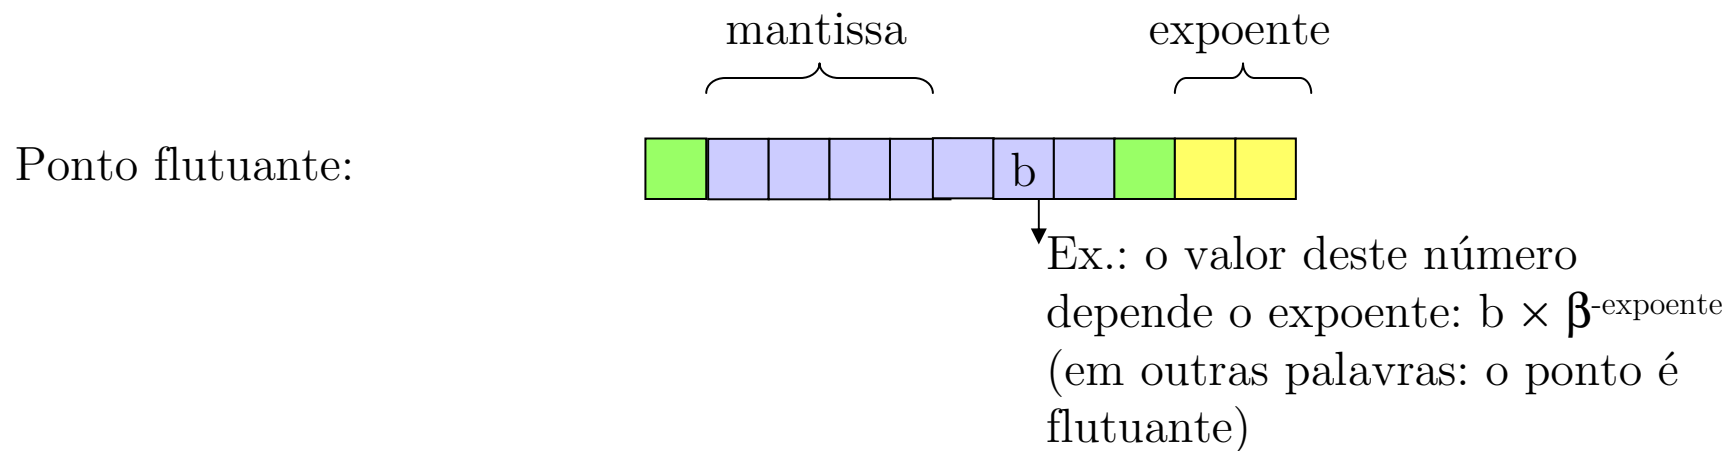 mantissa expoente
Ponto flutuante:
b
Ex.: o valor deste número
depende o expoente: b × β-expoente
(em outras palavras: o ponto é
flutuante)